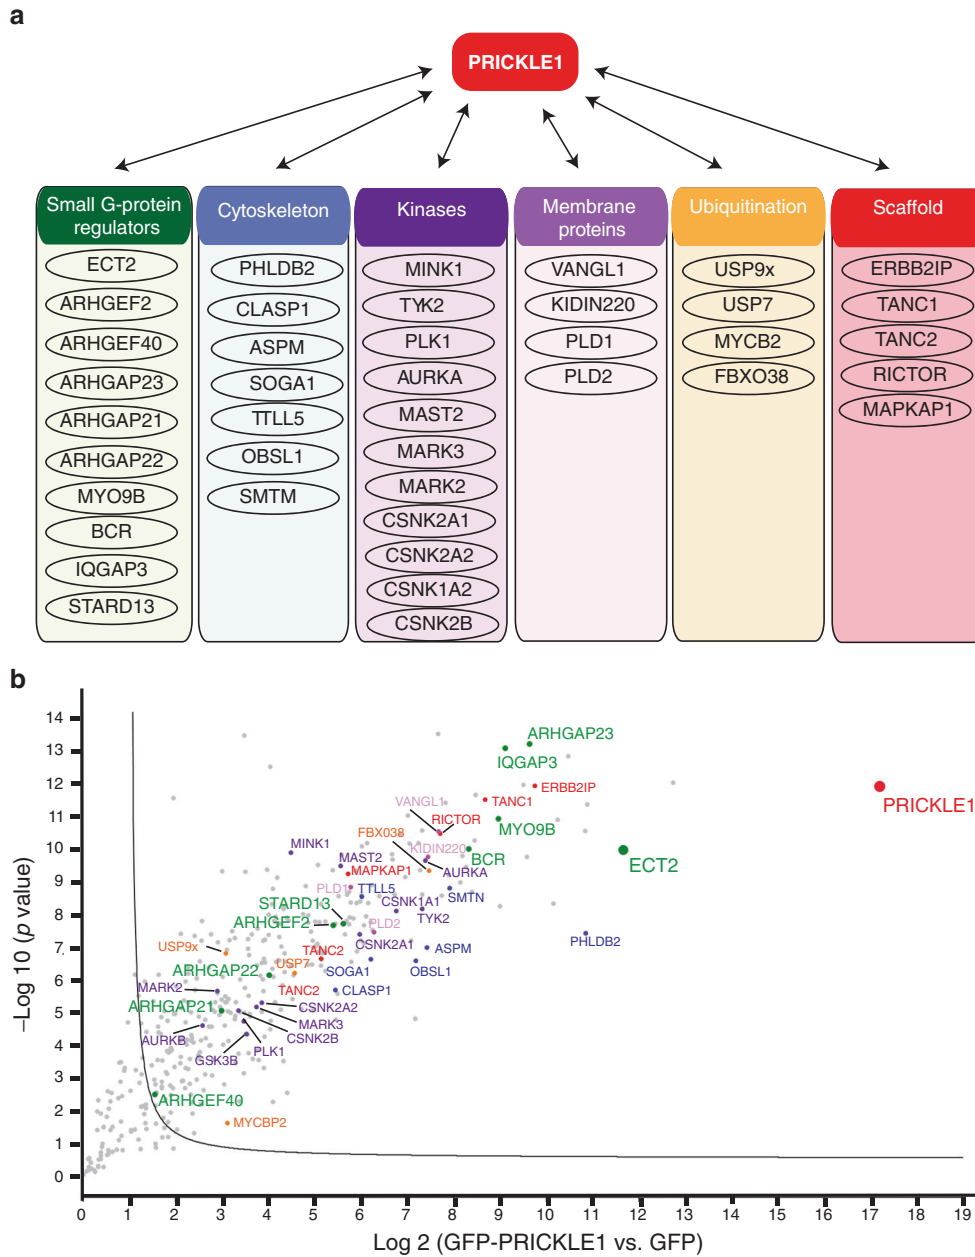 a
PRICKLE1
Small G-protein
regulators
ECT2
ARHGEF2
ARHGEF40
ARHGAP23
ARHGAP21
ARHGAP22
MYO9B
BCR
IQGAP3
STARD13
Cytoskeleton
PHLDB2
CLASP1
ASPM
SOGA1
TTLL5
OBSL1
SMTM
Kinases
MINK1
TYK2
PLK1
AURKA
MAST2
MARK3
MARK2
CSNK2A1
CSNK2A2
CSNK1A2
CSNK2B
Membrane
proteins
VANGL1
KIDIN220
PLD1
PLD2
Ubiquitination
USP9x
USP7
MYCB2
FBXO38
Scaffold
ERBB2IP
TANC1
TANC2
RICTOR
MAPKAP1
b
–Log 10 (p value)
14
13
12
11
10
9
8
7
6
5
4
3
2
1
0
ARHGAP23
IQGAP3
ERBB2IP
PRICKLE1
VANGL1
TANC1
RICTOR
MYO9B
FBX038
MINK1
KIDIN220
BCR
ECT2
MAST2
MAPKAP1
AURKA
PLD1
TTLL5
SMTN
CSNK1A1
STARD13
TYK2
ARHGEF2
PLD2
PHLDB2
CSNK2A1
USP9x
TANC2
ASPM
ARHGAP22
USP7
SOGA1
OBSL1
MARK2
TANC2
CLASP1
ARHGAP21
CSNK2A2
MARK3
AURKB
CSNK2B
GSK3B
PLK1
ARHGEF40
MYCBP2
0 1 2 3 4 5 6 7 8 9 10 11 12 13 14 15 16 17 18 19
Log 2 (GFP-PRICKLE1 vs. GFP)